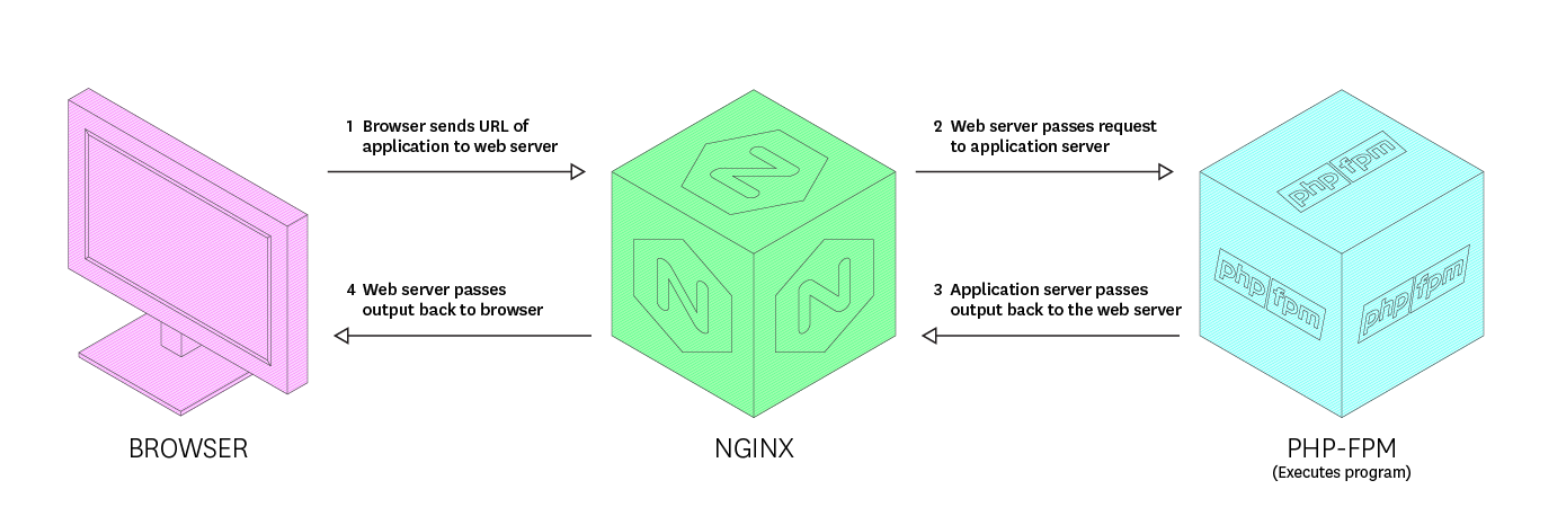 1 Browser sends URL of
application to web server
2 Web server passes request
to application server
php fpm
N
php fpm
php fpm
N
N
4 Web server passes
output back to browser
3 Application server passes
output back to the web server
BROWSER
NGINX
PHP-FPM
(Executes program)